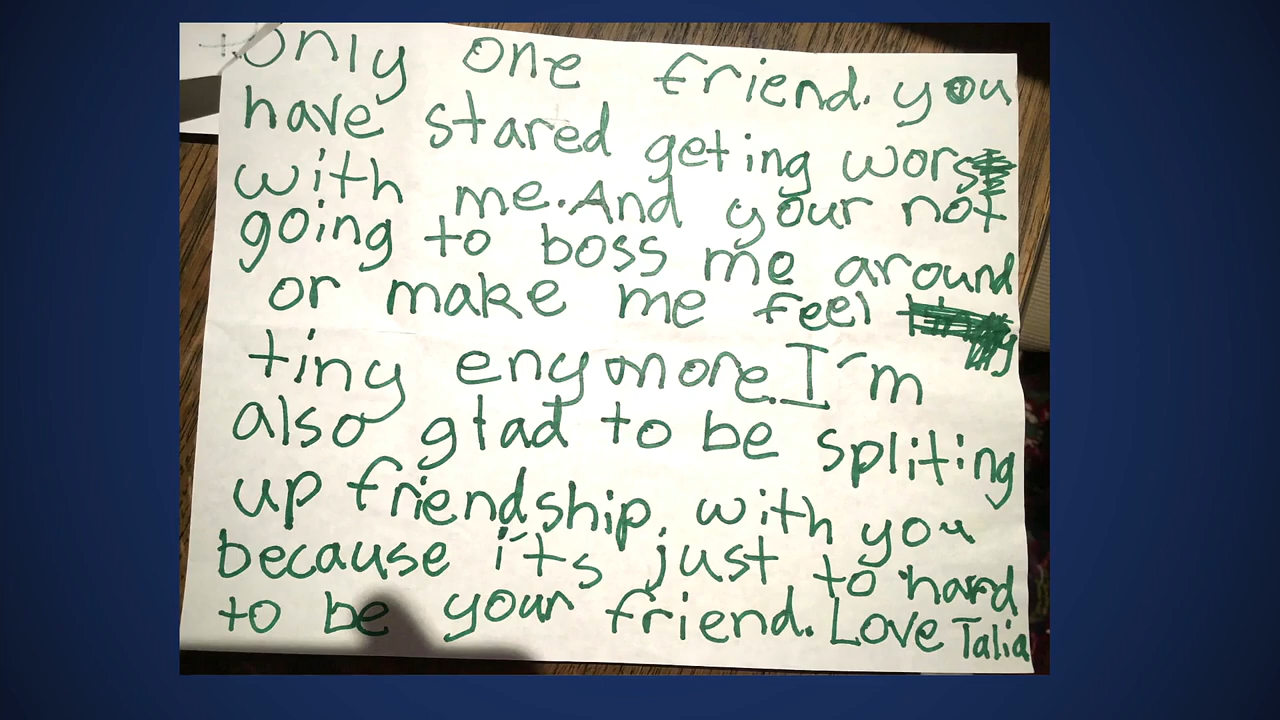 only one friend. you
have stared geting wors
with me. And your not
going to boss me around
or make me feel
tiny enymore. I'm
also glad to be spliting
up friendship. with you
because it's just to hard
to be your friend. Love Talia